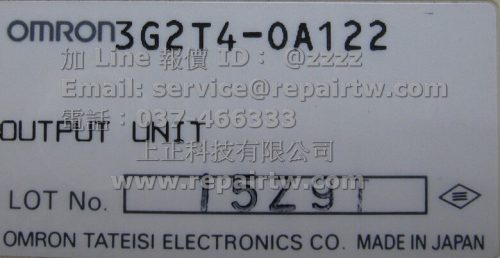 OMRON 3G2T4-OA122
加 Line 報價 ID： @zzzz
Email: service@repairtw.com
電話：037-466333
OUTPUT UNIT
上正科技有限公司
www.repairtw.com
LOT No. 1529
OMRON TATEISI ELECTRONICS CO. MADE IN JAPAN